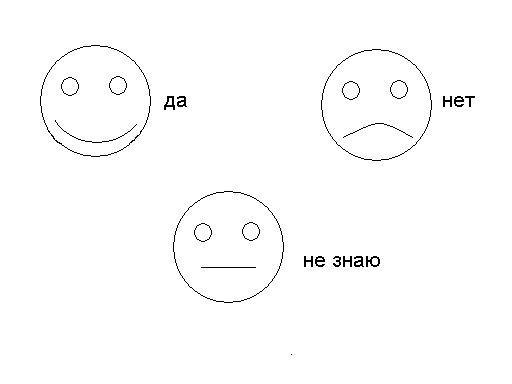 да
нет
не знаю